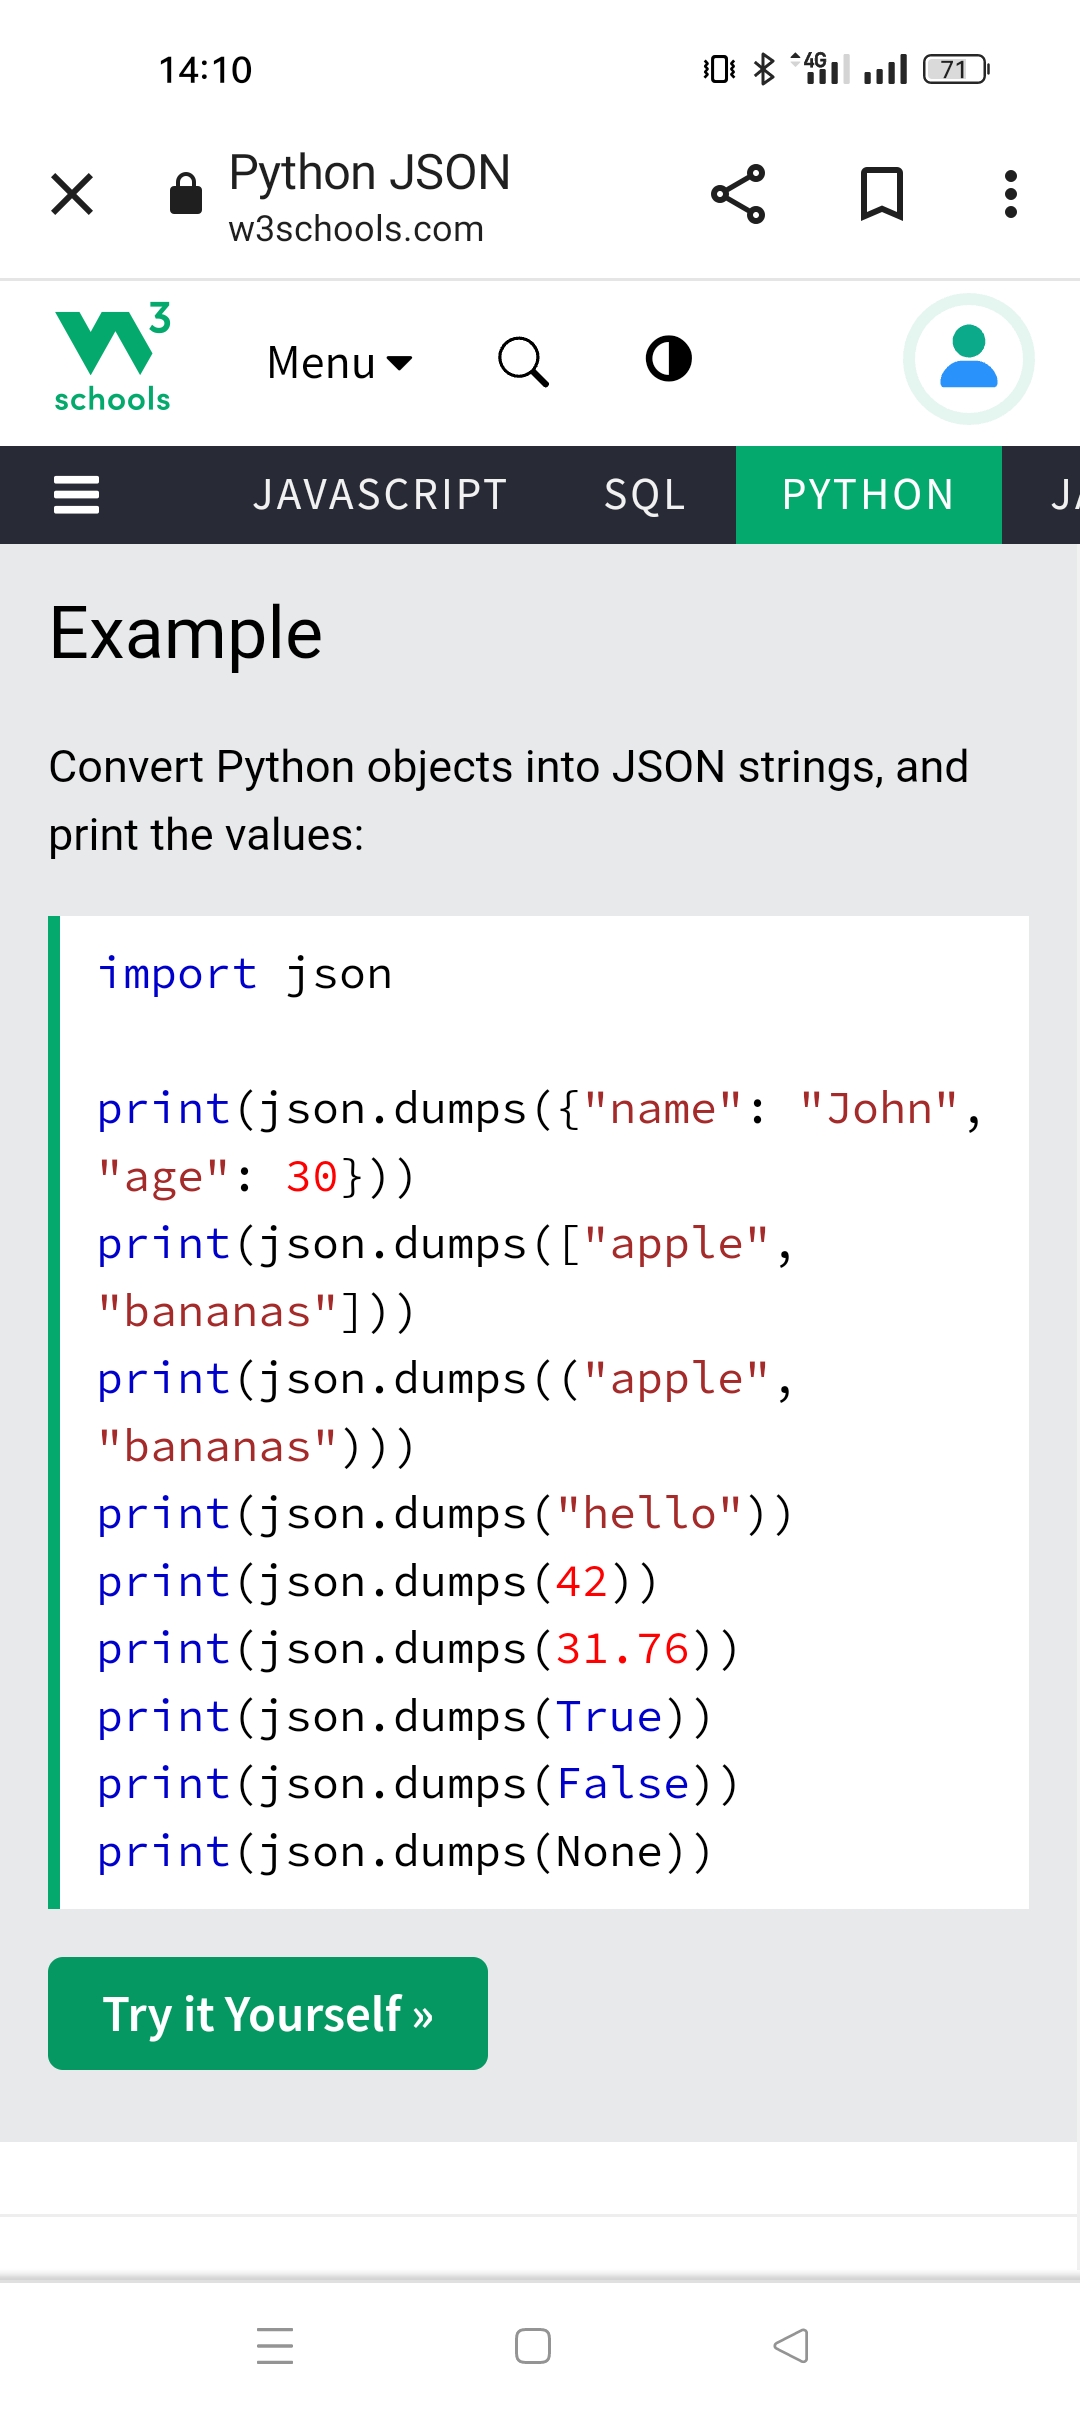 14:10
4G
71
Python JSON
w3schools.com
W3
schools
Menu
JAVASCRIPT SQL PYTHON JA
Example
Convert Python objects into JSON strings, and
print the values:
import json
print(json.dumps({"name": "John",
"age": 30}))
print(json.dumps(["apple",
"bananas"]))
print(json.dumps(("apple",
"bananas")))
print(json.dumps("hello"))
print(json.dumps(42))
print(json.dumps(31.76))
print(json.dumps(True))
print(json.dumps(False))
print(json.dumps(None))
Try it Yourself »